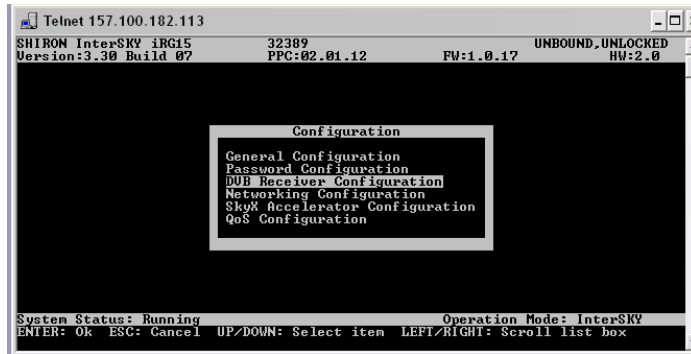 Telnet 157.100.182.113
SHIRON InterSKY iRG15 32389 UNBOUND,UNLOCKED
Version:3.30 Build 07 PPC:02.01.12 FW:1.0.17 HW:2.0
Configuration
General Configuration
Password Configuration
DVB Receiver Configuration
Networking Configuration
SkyX Accelerator Configuration
QoS Configuration
System Status: Running Operation Mode: InterSKY
ENTER: Ok ESC: Cancel UP/DOWN: Select item LEFT/RIGHT: Scroll list box